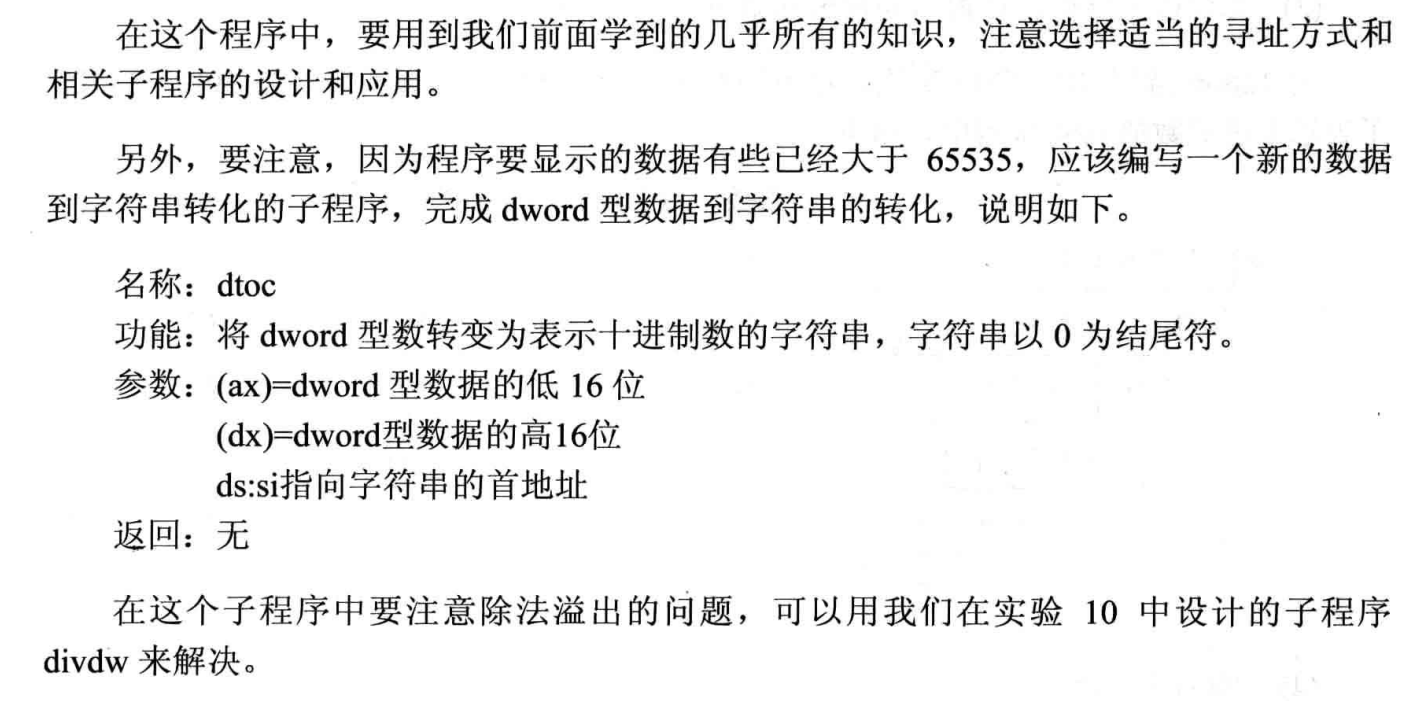 在这个程序中，要用到我们前面学到的几乎所有的知识，注意选择适当的寻址方式和
相关子程序的设计和应用。
另外，要注意，因为程序要显示的数据有些已经大于 65535，应该编写一个新的数据
到字符串转化的子程序，完成 dword 型数据到字符串的转化，说明如下。
名称：dtoc
功能：将 dword 型数转变为表示十进制数的字符串，字符串以 0 为结尾符。
参数：(ax)=dword 型数据的低 16 位
(dx)=dword型数据的高16位
ds:si指向字符串的首地址
返回：无
在这个子程序中要注意除法溢出的问题，可以用我们在实验 10 中设计的子程序
divdw 来解决。